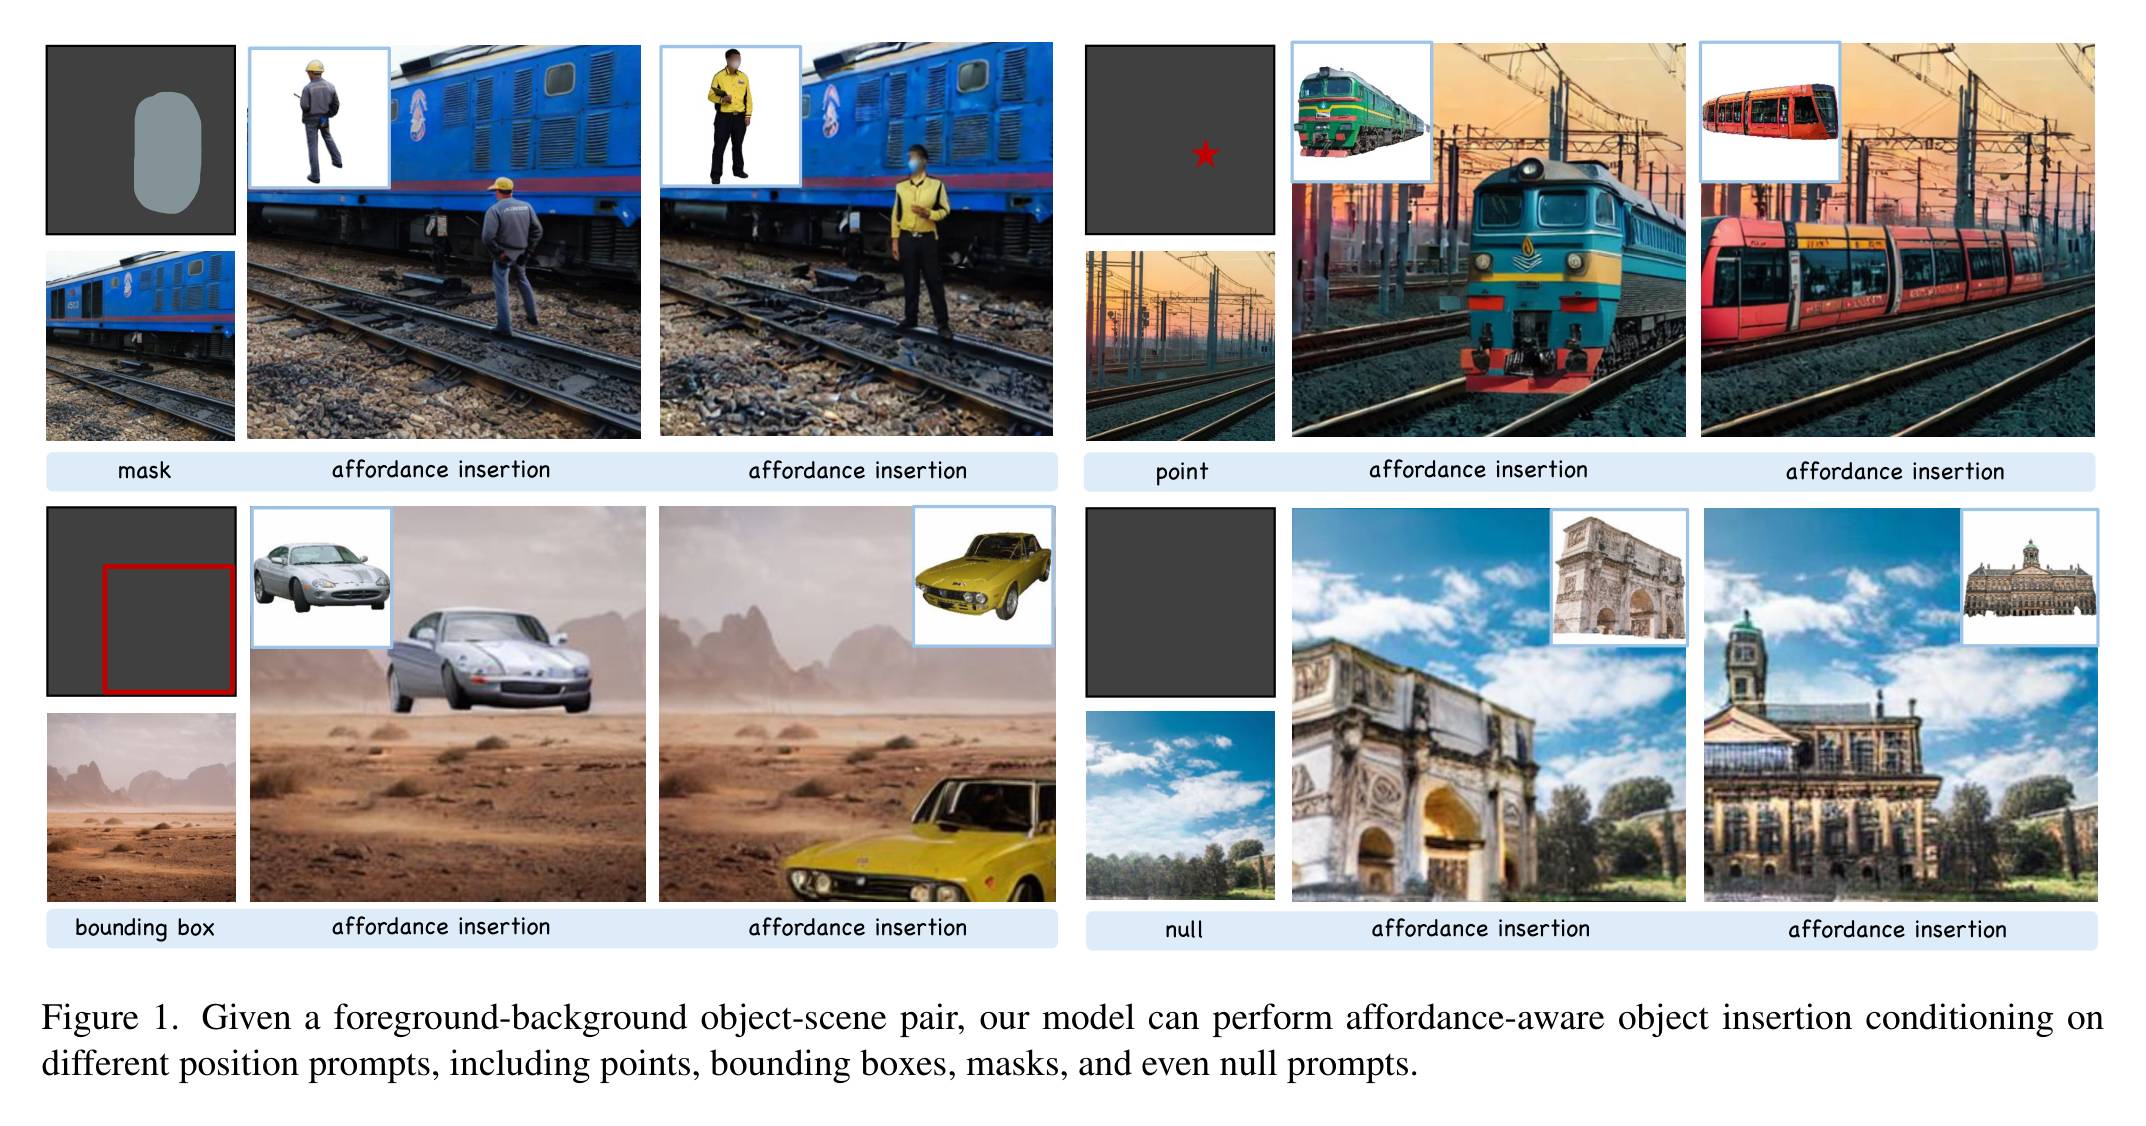 mask affordance insertion affordance insertion
point affordance insertion affordance insertion
bounding box affordance insertion affordance insertion
null affordance insertion affordance insertion
Figure 1. Given a foreground-background object-scene pair, our model can perform affordance-aware object insertion conditioning on
different position prompts, including points, bounding boxes, masks, and even null prompts.